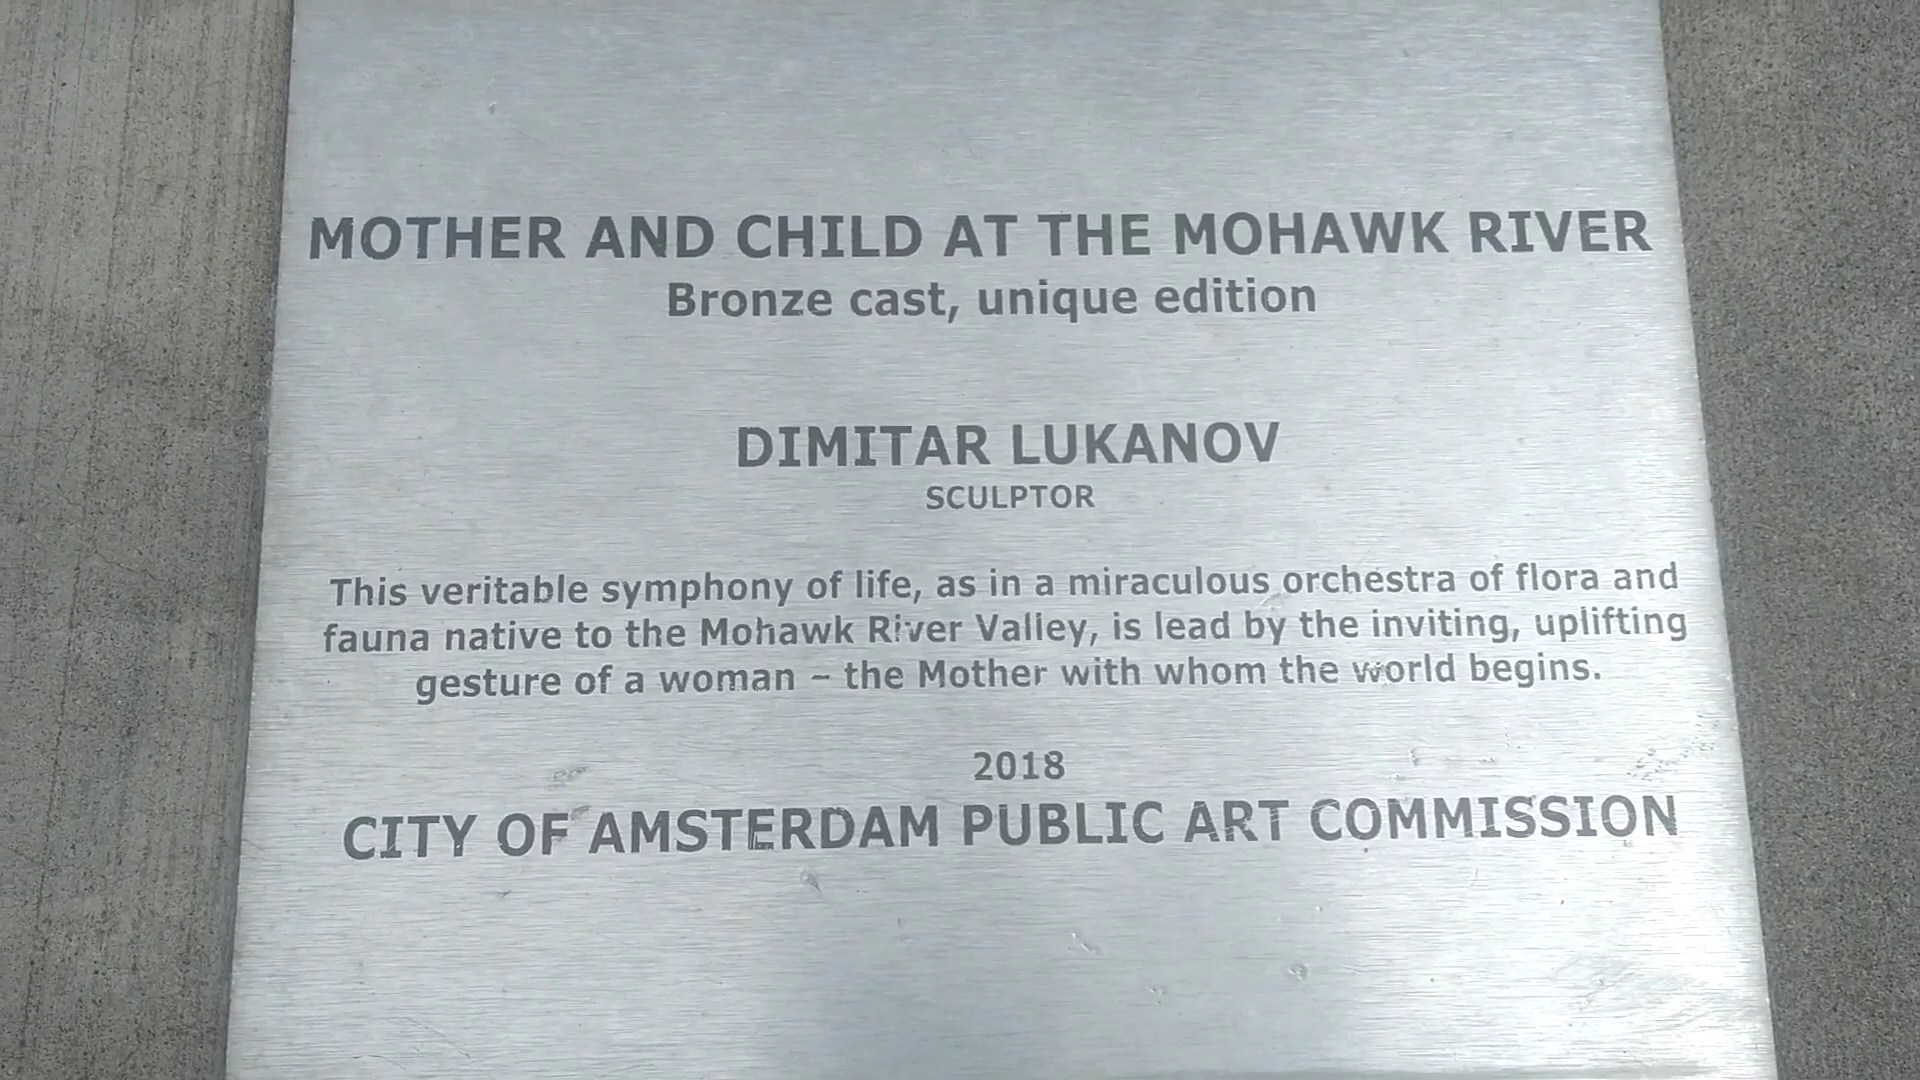 MOTHER AND CHILD AT THE MOHAWK RIVER
Bronze cast, unique edition
DIMITAR LUKANOV
SCULPTOR
This veritable symphony of life, as in a miraculous orchestra of flora and
fauna native to the Mohawk River Valley, is lead by the inviting, uplifting
gesture of a woman – the Mother with whom the world begins.
2018
CITY OF AMSTERDAM PUBLIC ART COMMISSION